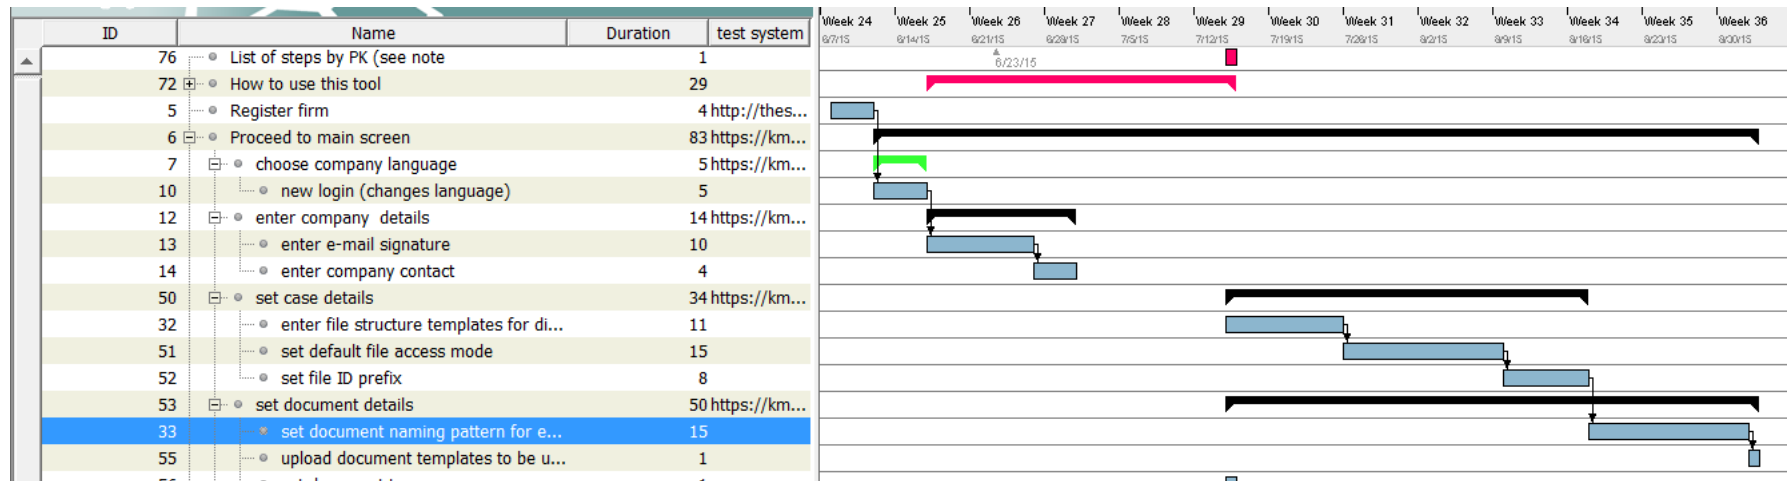 ID Name Duration test system
76 List of steps by PK (see note 1
72 How to use this tool 29
5 Register firm 4 http://thes...
6 Proceed to main screen 83 https://km...
7 choose company language 5 https://km...
10 new login (changes language) 5
12 enter company details 14 https://km...
13 enter e-mail signature 10
14 enter company contact 4
50 set case details 34 https://km...
32 enter file structure templates for di... 11
51 set default file access mode 15
52 set file ID prefix 8
53 set document details 50 https://km...
33 set document naming pattern for e... 15
55 upload document templates to be u... 1
Week 24 Week 25 Week 26 Week 27 Week 28 Week 29 Week 30 Week 31 Week 32 Week 33 Week 34 Week 35 Week 36
6/7/15 6/14/15 6/21/15 6/28/15 7/5/15 7/12/15 7/19/15 7/26/15 8/2/15 8/9/15 8/16/15 8/23/15 8/30/15
6/23/15